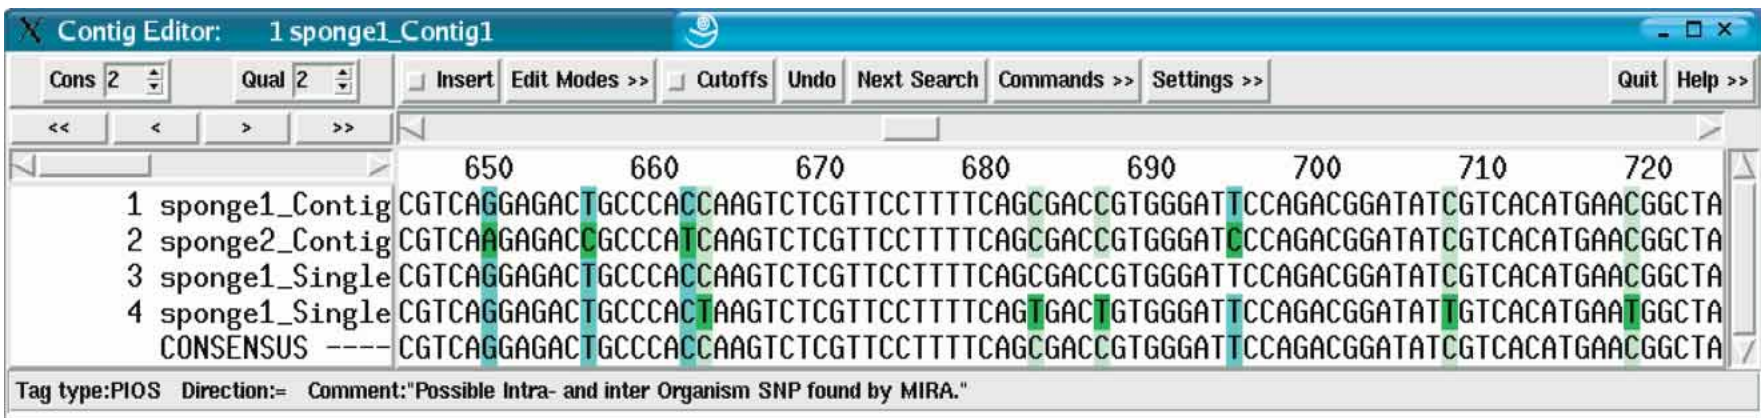 Contig Editor: 1 sponge1_Contig1
Cons 2 Qual 2 Insert Edit Modes >> Cutoffs Undo Next Search Commands >> Settings >> Quit Help >>
<< < > >>
650 660 670 680 690 700 710 720
1 sponge1_Contig CGTCAGGAGACTGCCCACCAAGTCTCGTTCCTTTTCAGCGACCGTGGGATTCCAGACGGATATCGTCACATGAACGGCTA
2 sponge2_Contig CGTCAAGAGACCGCCCATCAAGTCTCGTTCCTTTTCAGCGACCGTGGGATCCCAGACGGATATCGTCACATGAACGGCTA
3 sponge1_Single CGTCAGGAGACTGCCCACCAAGTCTCGTTCCTTTTCAGCGACCGTGGGATTCCAGACGGATATCGTCACATGAACGGCTA
4 sponge1_Single CGTCAGGAGACTGCCCACTAAGTCTCGTTCCTTTTCAGTGACTGTGGGATTCCAGACGGATATTGTCACATGAATGGCTA
CONSENSUS ---- CGTCAGGAGACTGCCCACCAAGTCTCGTTCCTTTTCAGCGACCGTGGGATTCCAGACGGATATCGTCACATGAACGGCTA
Tag type:PIOS Direction:= Comment:"Possible Intra- and inter Organism SNP found by MIRA."